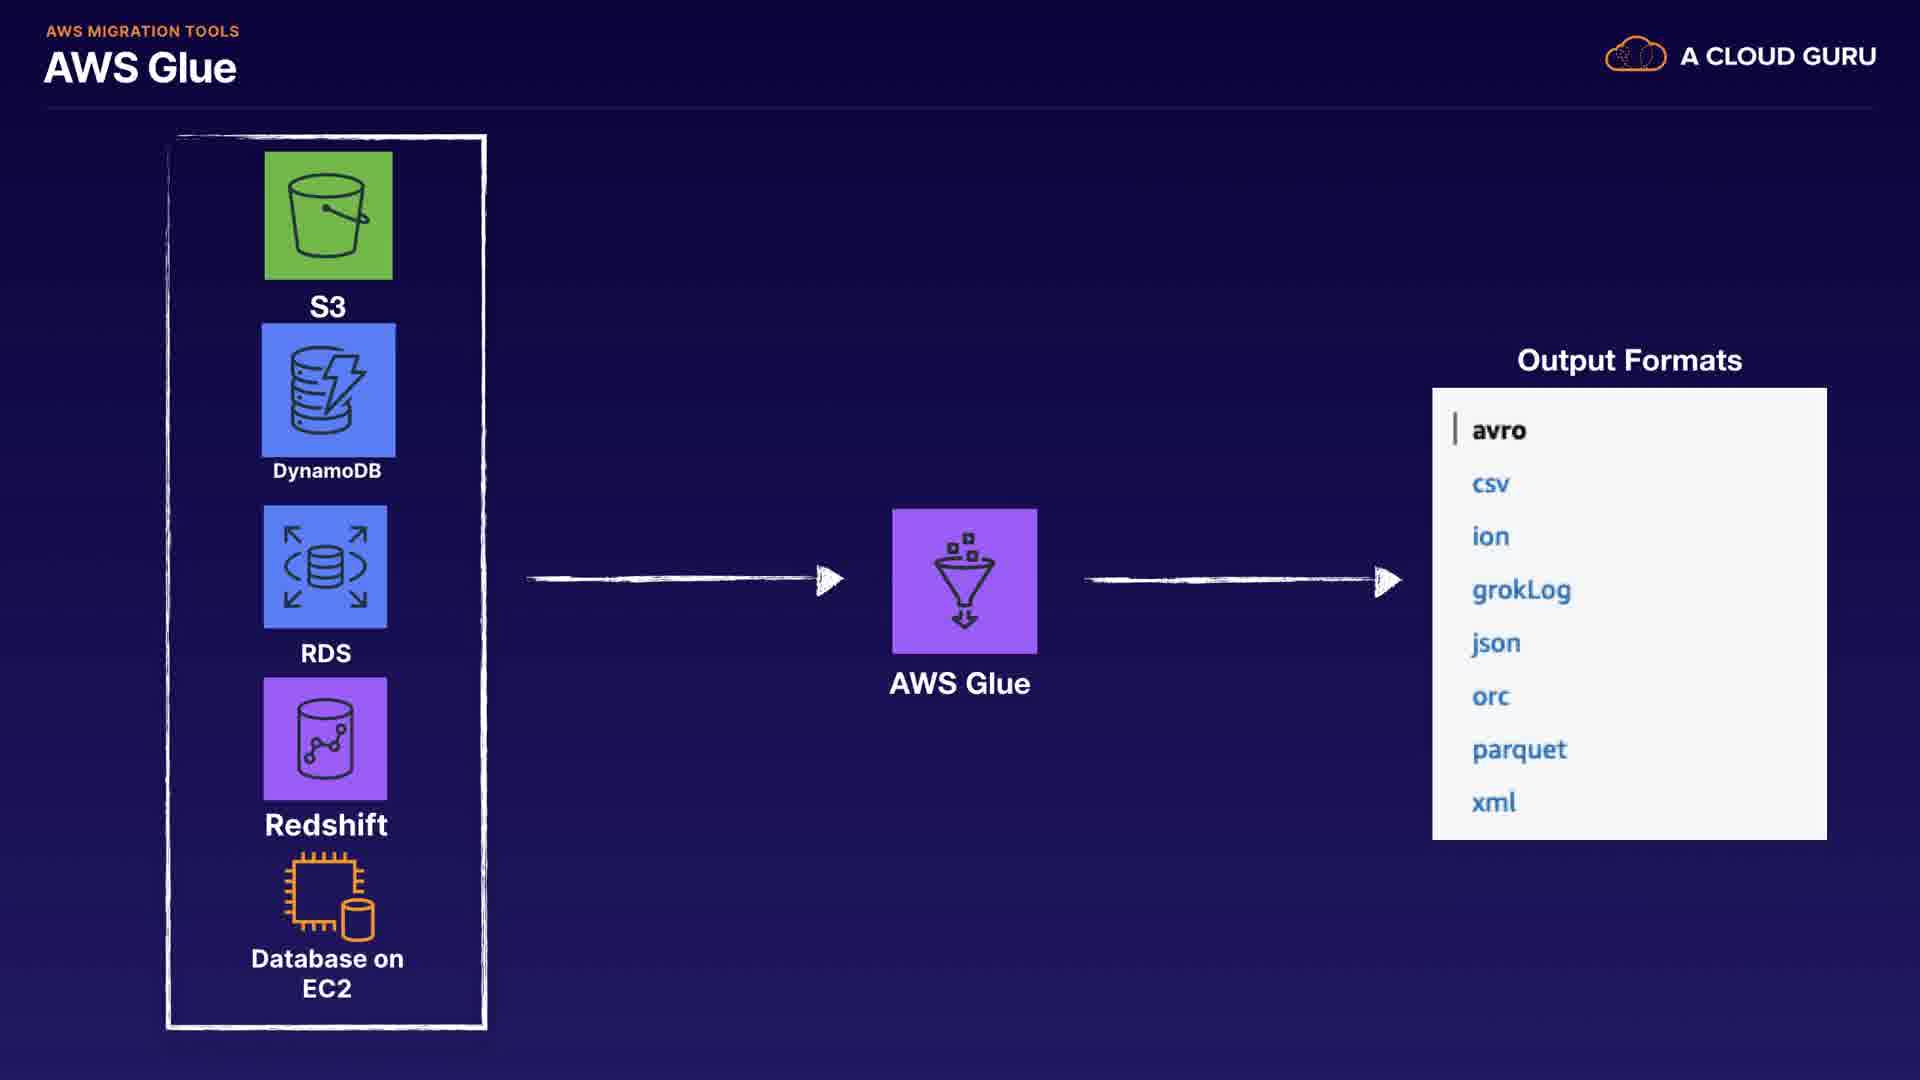 AWS MIGRATION TOOLS
AWS Glue
A CLOUD GURU
S3
DynamoDB
RDS
Redshift
Database on
EC2
AWS Glue
Output Formats
avro
csv
ion
grokLog
json
orc
parquet
xml